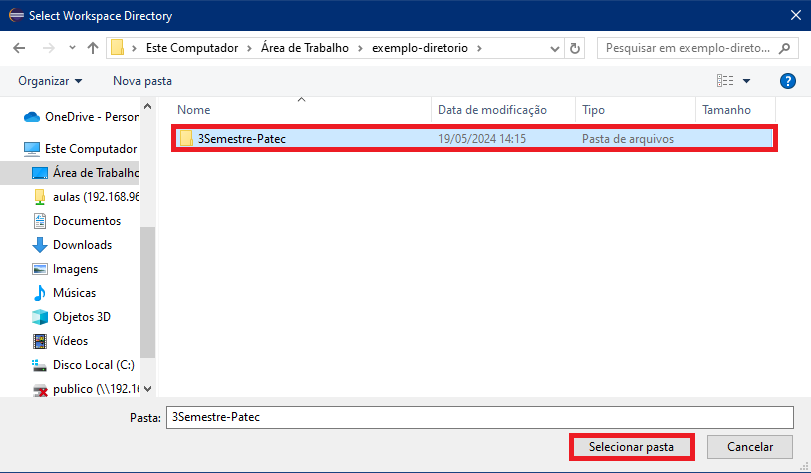 Select Workspace Directory
Este Computador Área de Trabalho exemplo-diretorio
Pesquisar em exemplo-direto...
Organizar Nova pasta
Nome Data de modificação Tipo Tamanho
3Semestre-Patec 19/05/2024 14:15 Pasta de arquivos
OneDrive - Person
Este Computador
Área de Trabalho
aulas (192.168.96
Documentos
Downloads
Imagens
Músicas
Objetos 3D
Vídeos
Disco Local (C:)
publico (\\192.16
Pasta: 3Semestre-Patec
Selecionar pasta Cancelar